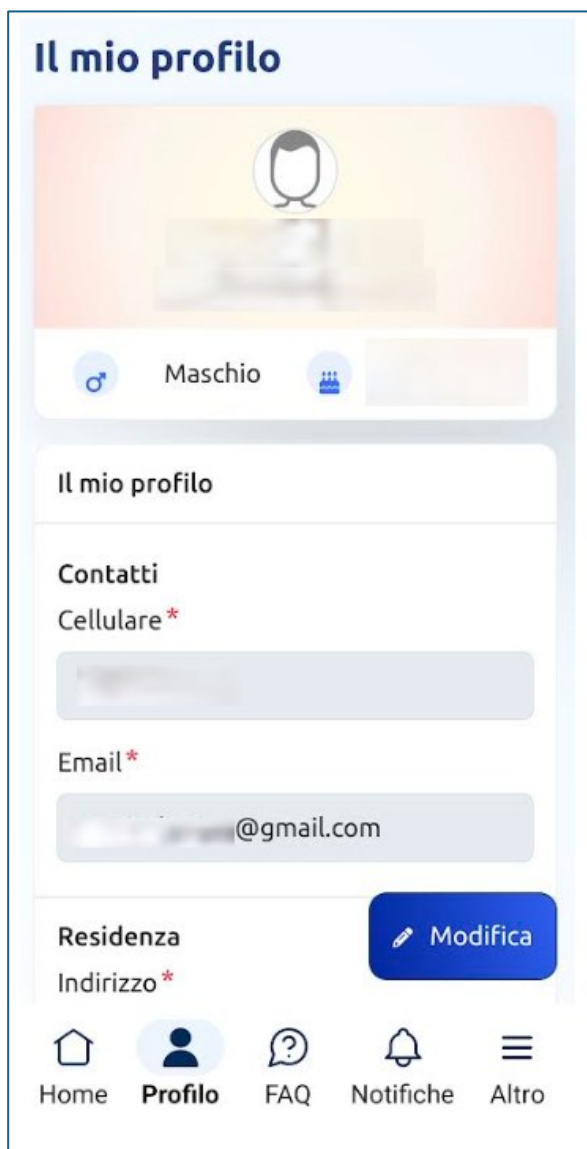 Il mio profilo
Maschio
Il mio profilo
Contatti
Cellulare*
Email*
@gmail.com
Residenza
Modifica
Indirizzo*
Home Profilo FAQ Notifiche Altro